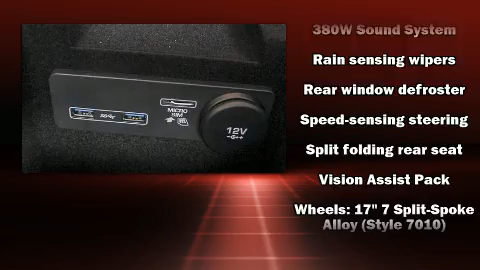 380W Sound System
Rain sensing wipers
Rear window defroster
Speed-sensing steering
Split folding rear seat
Vision Assist Pack
Wheels: 17" 7 Split-Spoke
Alloy (Style 7010)
MICRO
SIM
12V